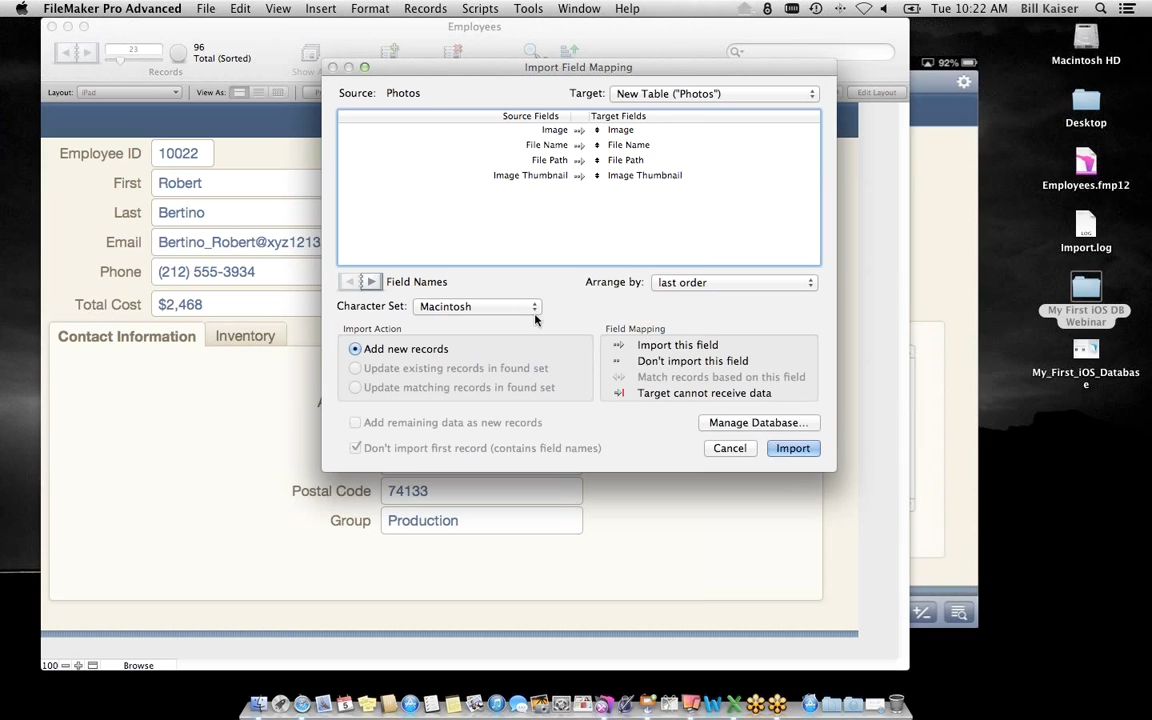 FileMaker Pro Advanced File Edit View Insert Format Records Scripts Tools Window Help Tue 10:22 AM Bill Kaiser
Employees
23
96
Total (Sorted)
Records
Layout: iPad View As:
Edit Layout
92%
Import Field Mapping
Source: Photos Target: New Table ("Photos")
Source Fields Target Fields
Image Image
File Name File Name
File Path File Path
Image Thumbnail Image Thumbnail
Field Names Arrange by: last order
Character Set: Macintosh
Import Action
Add new records
Update existing records in found set
Update matching records in found set
Field Mapping
Import this field
Don't import this field
Match records based on this field
Target cannot receive data
Add remaining data as new records
Manage Database...
Don't import first record (contains field names)
Cancel Import
Employee ID 10022
First Robert
Last Bertino
Email Bertino_Robert@xyz1213
Phone (212) 555-3934
Total Cost $2,468
Contact Information Inventory
Postal Code 74133
Group Production
100 Browse
Macintosh HD
Desktop
Employees.fmp12
LOG
Import.log
My First iOS DB
Webinar
My_First_iOS_Databas
e